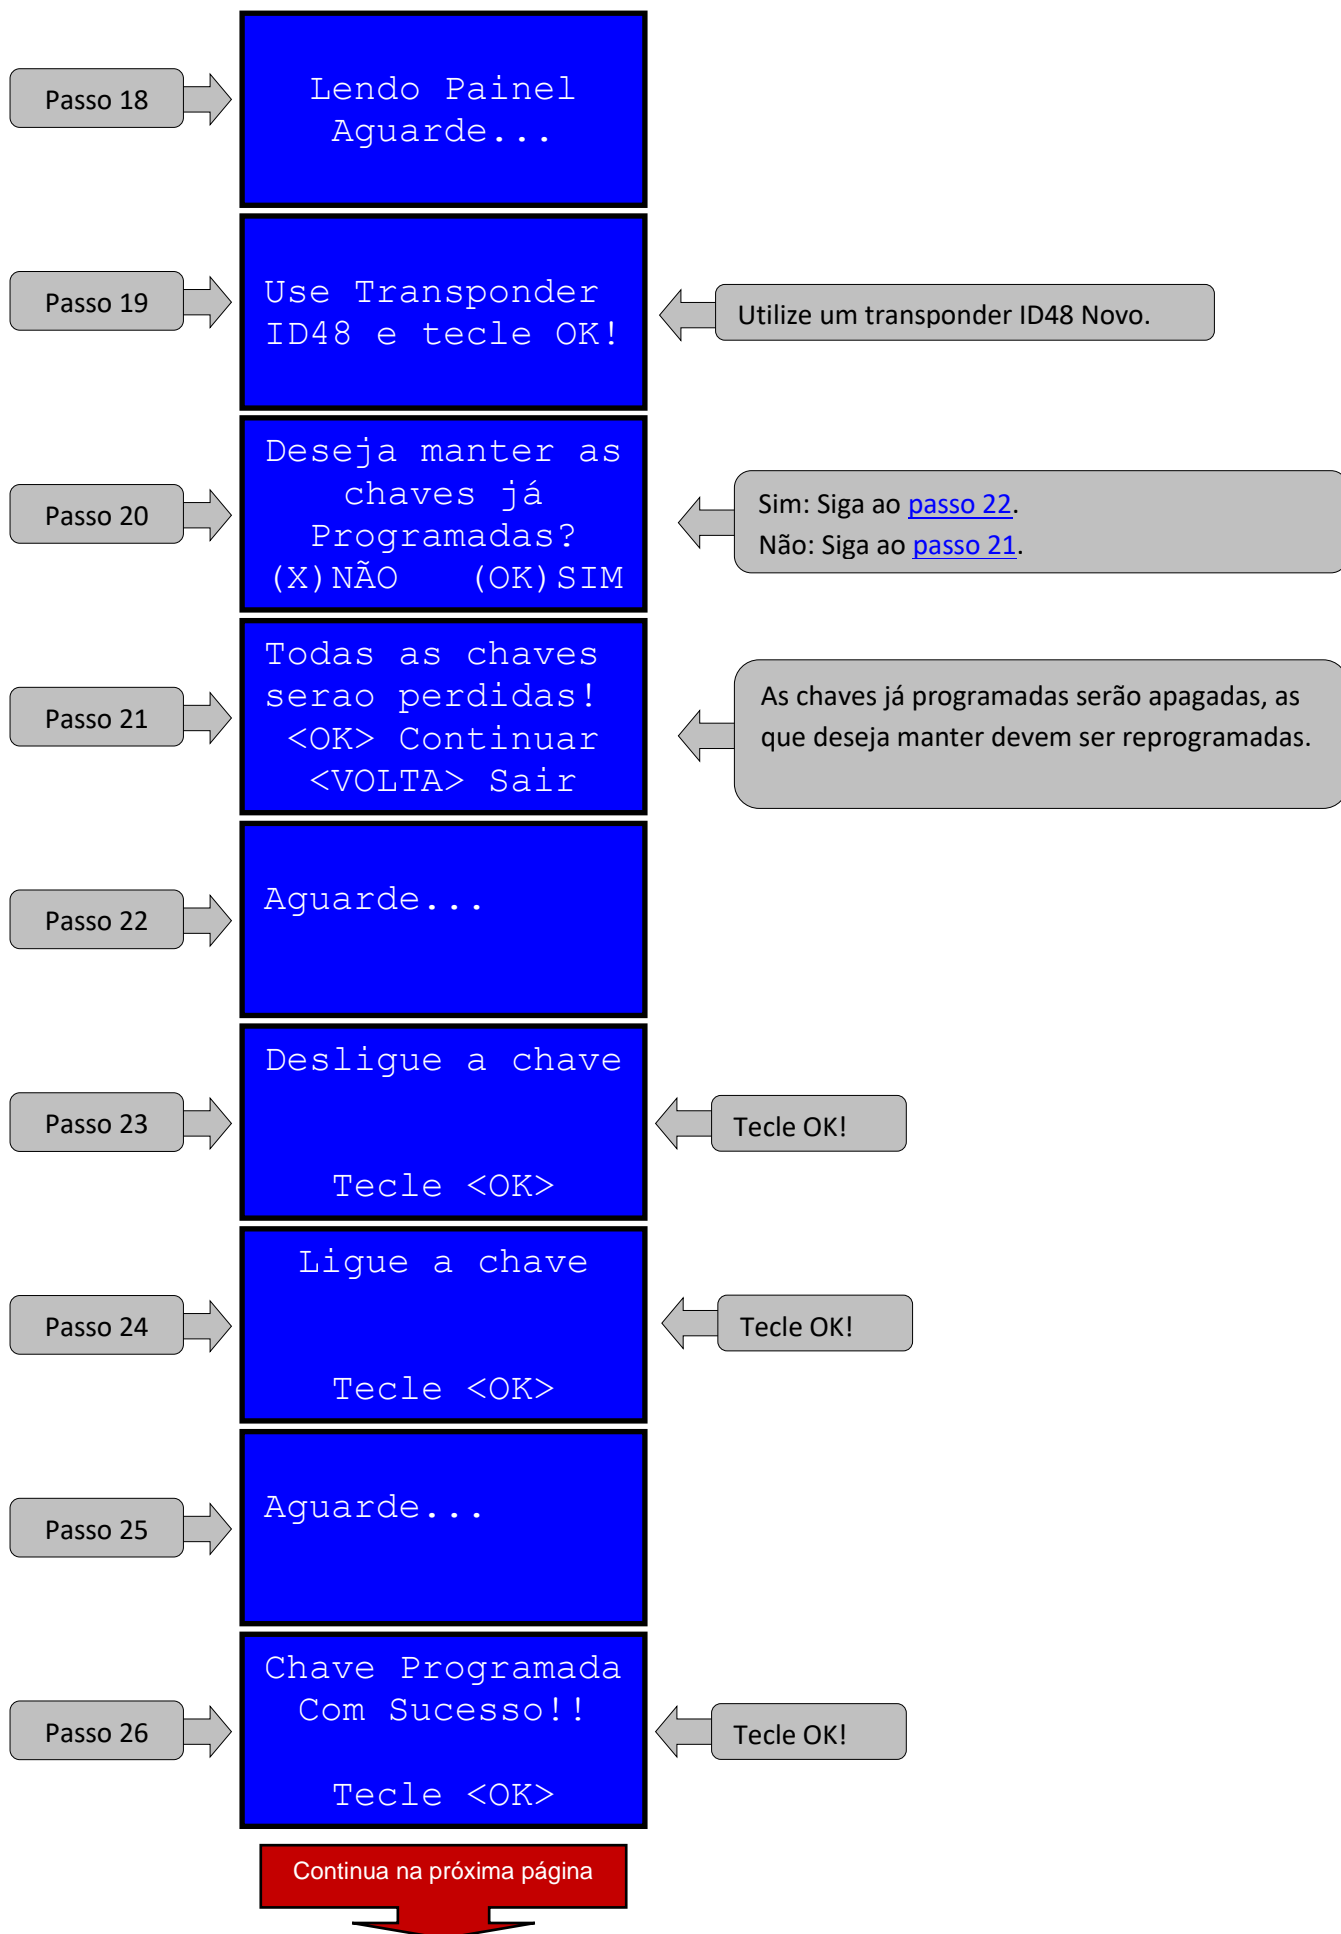 Passo 18
Lendo Painel
Aguarde...
Passo 19
Use Transponder
ID48 e tecle OK!
Utilize um transponder ID48 Novo.
Passo 20
Deseja manter as
chaves já
Programadas?
(X)NÃO (OK)SIM
Sim: Siga ao passo 22.
Não: Siga ao passo 21.
Passo 21
Todas as chaves
serao perdidas!
<OK> Continuar
<VOLTA> Sair
As chaves já programadas serão apagadas, as
que deseja manter devem ser reprogramadas.
Passo 22
Aguarde...
Passo 23
Desligue a chave
Tecle <OK>
Tecle OK!
Passo 24
Ligue a chave
Tecle <OK>
Tecle OK!
Passo 25
Aguarde...
Passo 26
Chave Programada
Com Sucesso!!
Tecle <OK>
Tecle OK!
Continua na próxima página